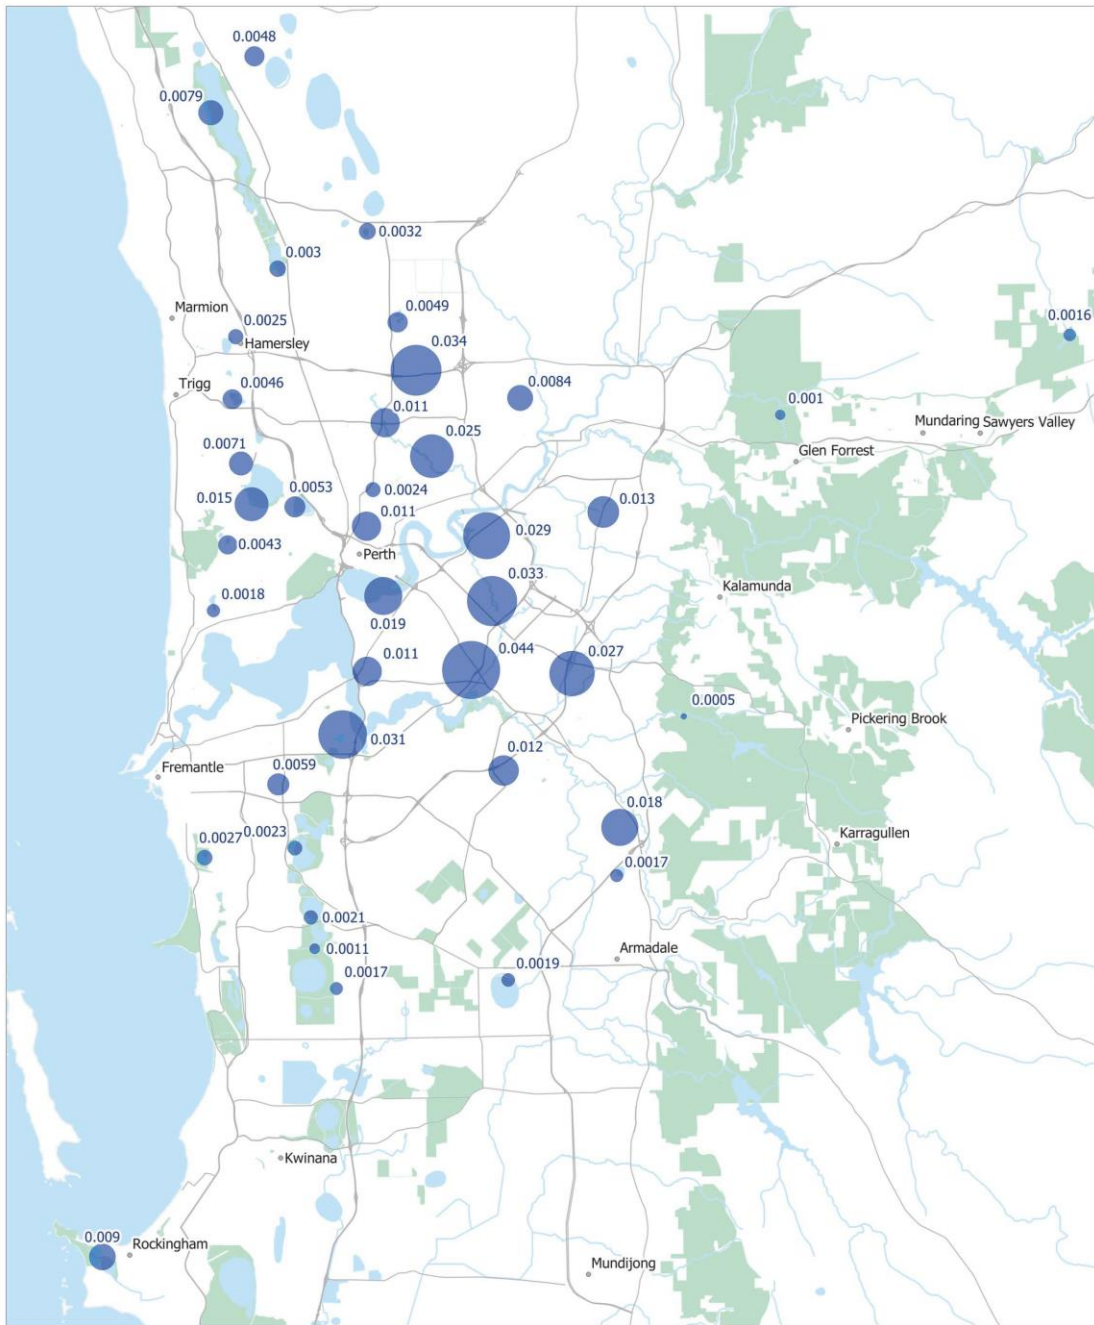 0.0048
0.0079
0.0032
0.003
Marmion
0.0049
0.0025
Hamersley
0.034
0.0016
Trigg
0.0046
0.0084
0.001
0.011
0.025
Mundaring
Sawyers Valley
0.0071
Glen Forrest
0.015
0.0053
0.0024
0.013
0.011
0.029
0.0043
Perth
0.033
Kalamunda
0.0018
0.019
0.011
0.044
0.027
0.0005
Pickering Brook
0.031
Fremantle
0.0059
0.012
0.018
0.0027
0.0023
Karragullen
0.0017
0.0021
0.0011
Armadale
0.0017
0.0019
Kwinana
0.009
Rockingham
Mundijong